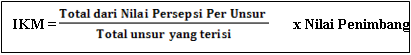 Total dari Nilai Persepsi Per Unsur
IKM = x Nilai Penimbang
Total unsur yang terisi